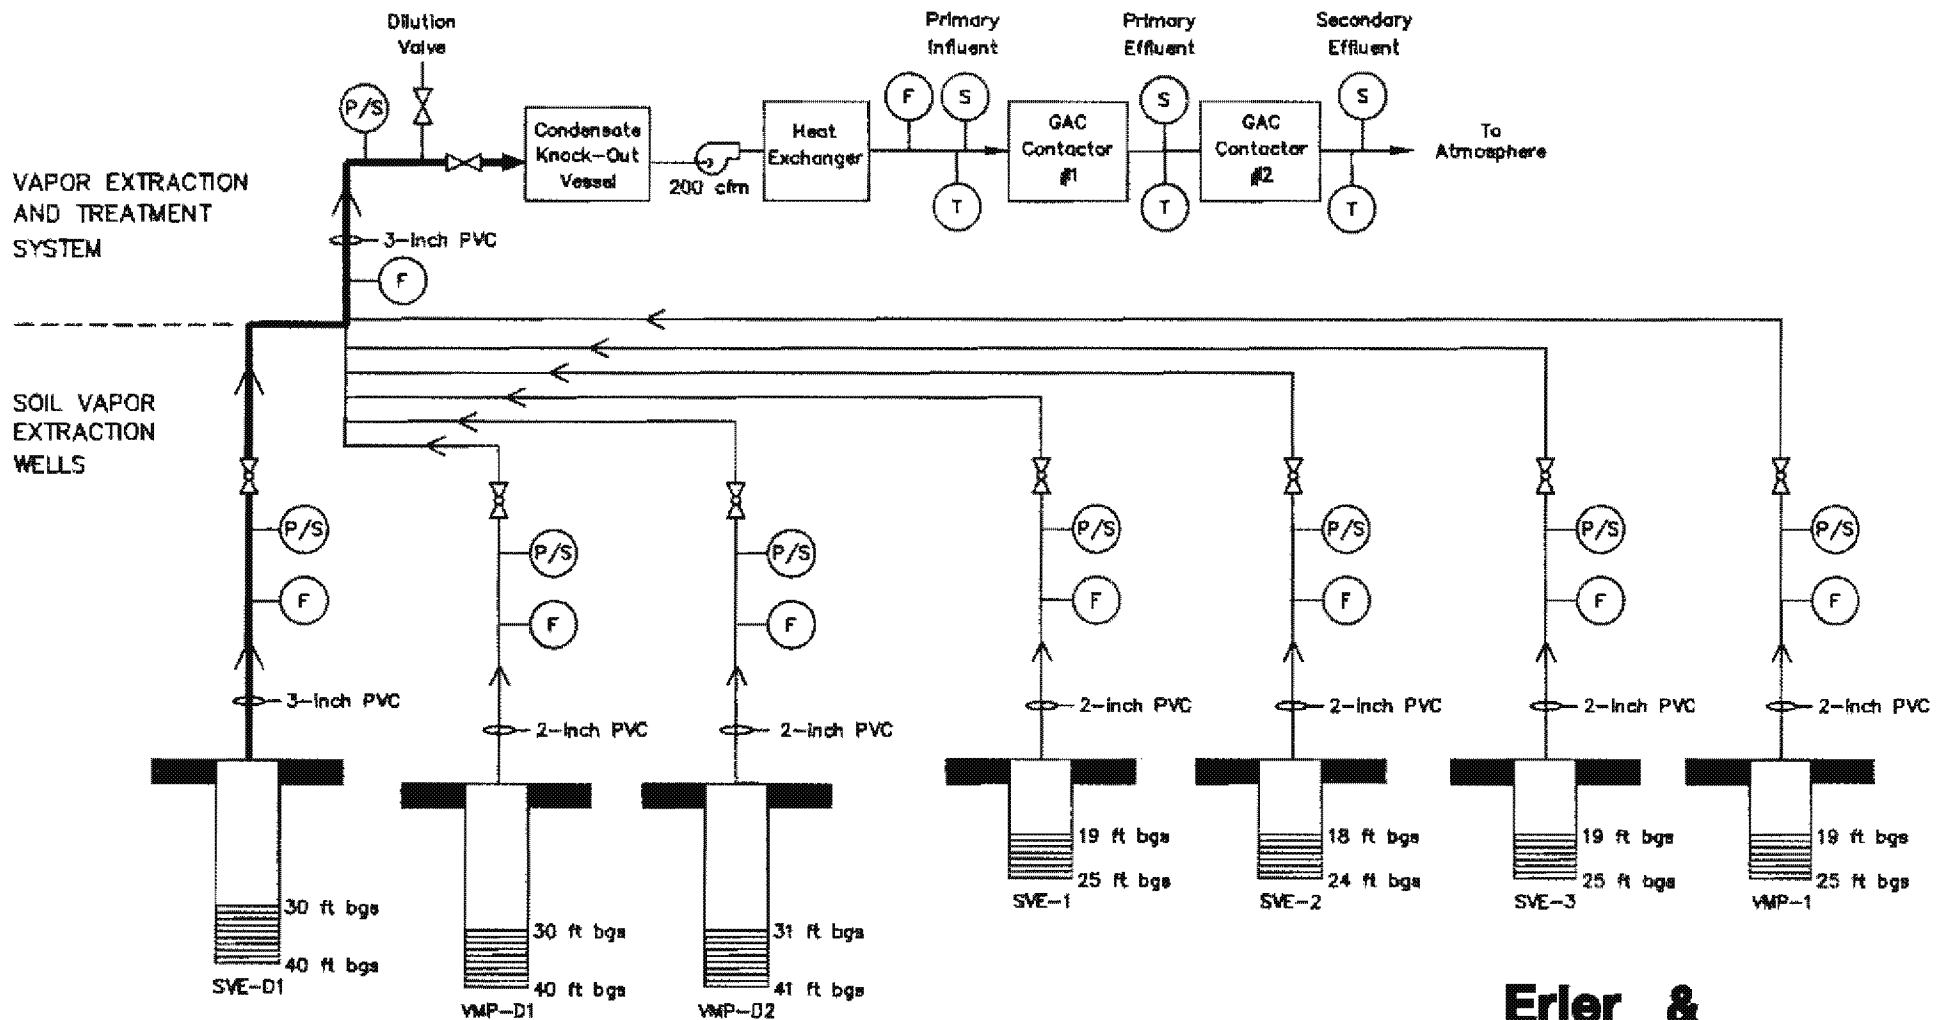 Dilution
Valve
Primary
Influent
Primary
Effluent
Secondary
Effluent
P/S
F
S
S
S
Condensate
Knock-Out
Vessel
200 cfm
Heat
Exchanger
GAC
Contactor
#1
GAC
Contactor
#2
To
Atmosphere
T
T
T
VAPOR EXTRACTION
AND TREATMENT
SYSTEM
3-inch PVC
F
SOIL VAPOR
EXTRACTION
WELLS
P/S
P/S
P/S
P/S
P/S
P/S
P/S
F
F
F
F
F
F
F
3-inch PVC
2-inch PVC
2-inch PVC
2-inch PVC
2-inch PVC
2-inch PVC
2-inch PVC
30 ft bgs
40 ft bgs
SVE-D1
30 ft bgs
40 ft bgs
VMP-D1
31 ft bgs
41 ft bgs
VMP-D2
19 ft bgs
25 ft bgs
SVE-1
18 ft bgs
24 ft bgs
SVE-2
19 ft bgs
25 ft bgs
SVE-3
19 ft bgs
25 ft bgs
VMP-1
Erler &